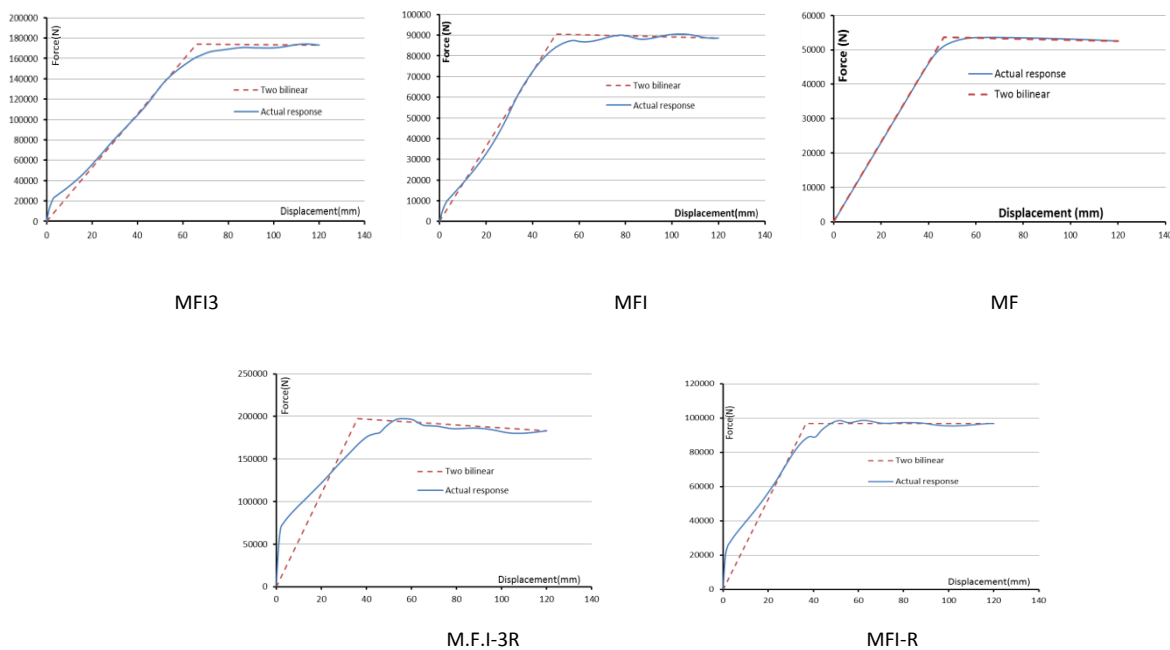 200000
180000
160000
140000
120000
100000
80000
60000
40000
20000
0
Force(N)
Two bilinear
Actual response
Displacement(mm)
0 20 40 60 80 100 120 140
MFI3
100000
90000
80000
70000
60000
50000
40000
30000
20000
10000
0
Force(N)
Two bilinear
Actual response
Displacement(mm)
0 20 40 60 80 100 120 140
MFI
60000
50000
40000
30000
20000
10000
0
Force (N)
Actual response
Two bilinear
Displacement (mm)
0 20 40 60 80 100 120
MF
250000
200000
150000
100000
50000
0
Force(N)
Two bilinear
Actual response
Displacement(mm)
0 20 40 60 80 100 120 140
M.F.I-3R
120000
100000
80000
60000
40000
20000
0
Force(N)
Two bilinear
Actual response
Displacement(mm)
0 20 40 60 80 100 120 140
MFI-R